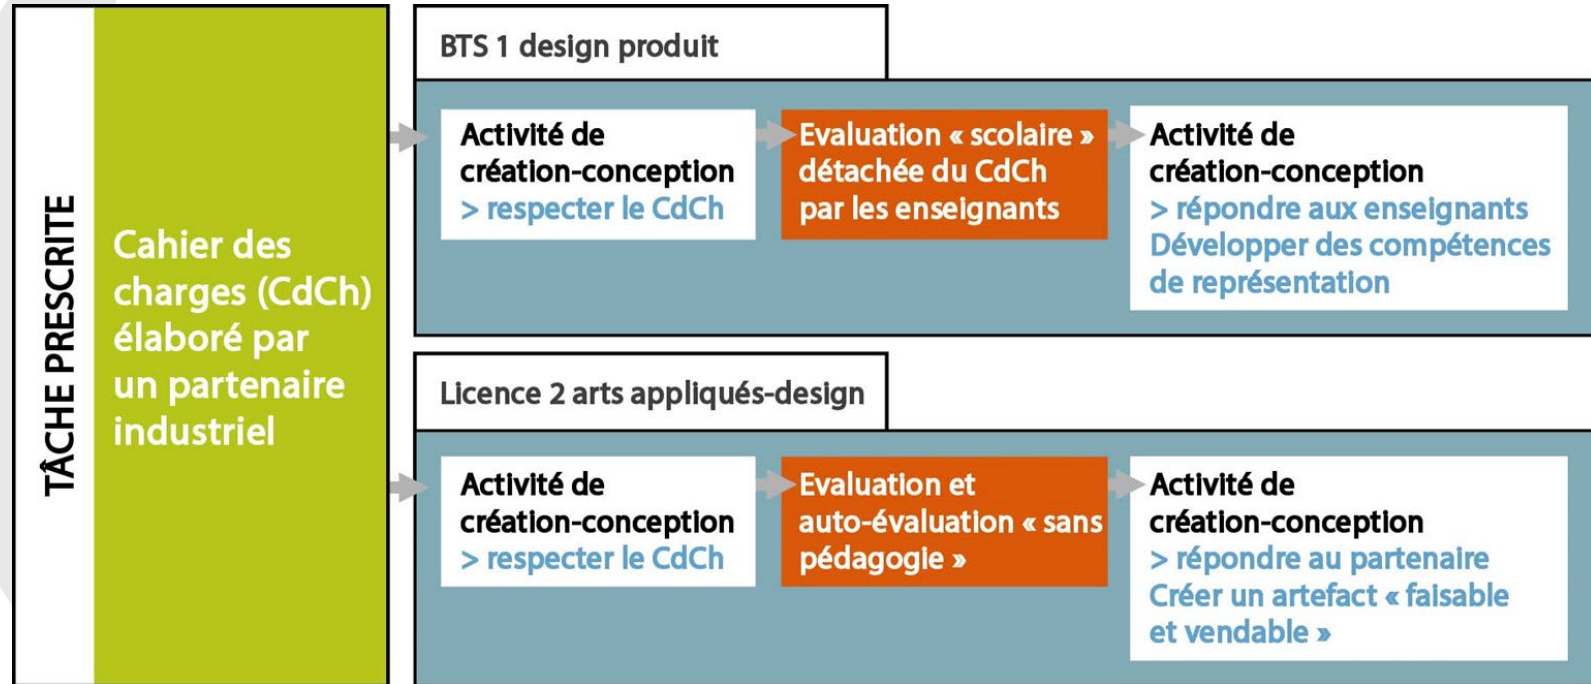 TÂCHE PRESCRITE
Cahier des
charges (CdCh)
élaboré par
un partenaire
industriel
BTS 1 design produit
Activité de
création-conception
> respecter le CdCh
Evaluation « scolaire »
détachée du CdCh
par les enseignants
Activité de
création-conception
> répondre aux enseignants
Développer des compétences
de représentation
Licence 2 arts appliqués-design
Activité de
création-conception
> respecter le CdCh
Evaluation et
auto-évaluation « sans
pédagogie »
Activité de
création-conception
> répondre au partenaire
Créer un artefact « faisable
et vendable »